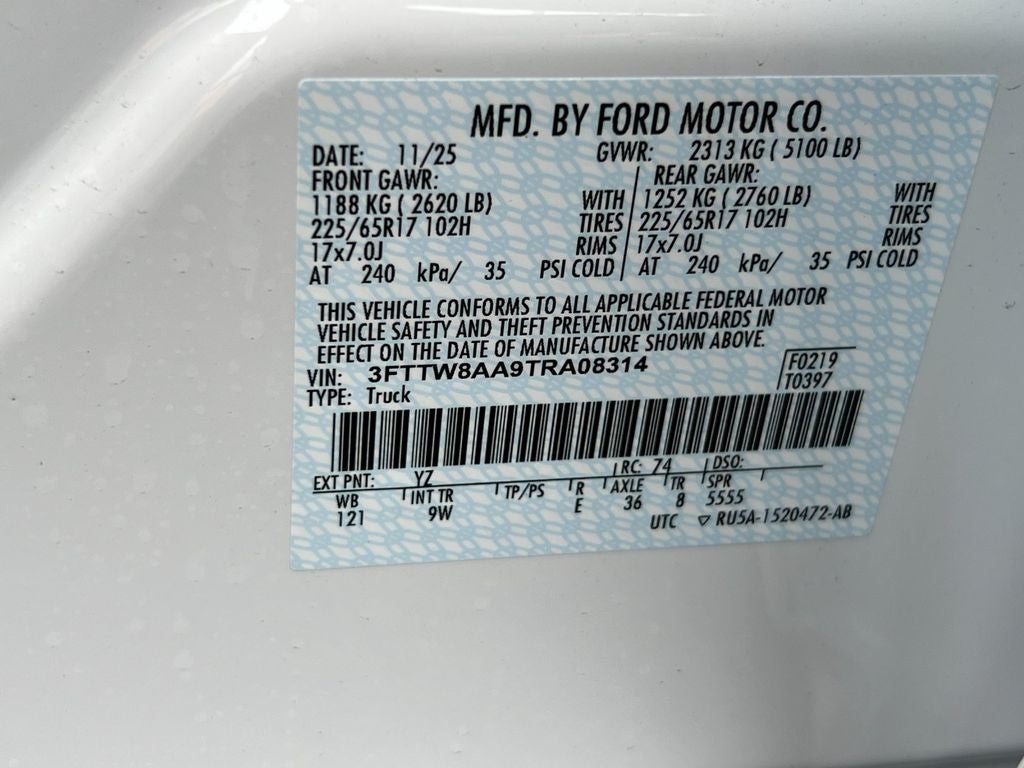 MFD. BY FORD MOTOR CO.
DATE: 11/25 GVWR: 2313 KG ( 5100 LB)
FRONT GAWR: REAR GAWR:
1188 KG ( 2620 LB) WITH 1252 KG ( 2760 LB) WITH
225/65R17 102H TIRES 225/65R17 102H TIRES
17x7.0J RIMS 17x7.0J RIMS
AT 240 kPa/ 35 PSI COLD AT 240 kPa/ 35 PSI COLD
THIS VEHICLE CONFORMS TO ALL APPLICABLE FEDERAL MOTOR
VEHICLE SAFETY AND THEFT PREVENTION STANDARDS IN
EFFECT ON THE DATE OF MANUFACTURE SHOWN ABOVE.
VIN: 3FTTW8AA9TRA08314 F0219
TYPE: Truck T0397
EXT PNT: YZ RC: 74 DSO:
WB INT TR TP/PS R AXLE TR SPR
121 9W E 36 8 5555
UTC ▽ RU5A-1520472-AB